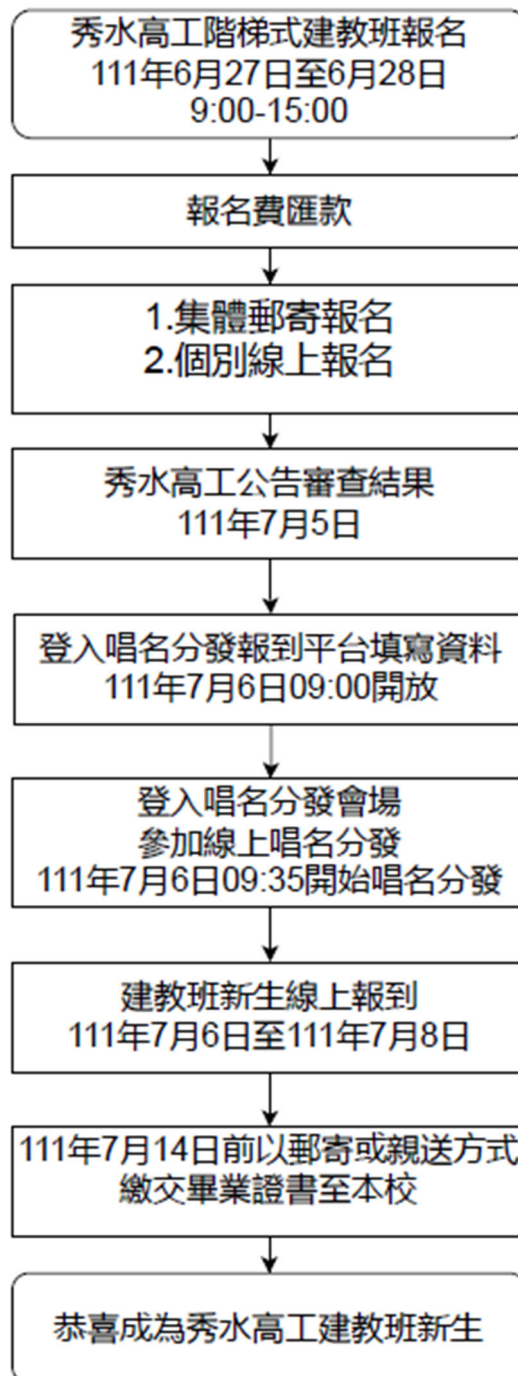 秀水高工階梯式建教班報名
111年6月27日至6月28日
9:00-15:00
報名費匯款
1.集體郵寄報名
2.個別線上報名
秀水高工公告審查結果
111年7月5日
登入唱名分發報到平台填寫資料
111年7月6日09:00開放
登入唱名分發會場
參加線上唱名分發
111年7月6日09:35開始唱名分發
建教班新生線上報到
111年7月6日至111年7月8日
111年7月14日前以郵寄或親送方式
繳交畢業證書至本校
恭喜成為秀水高工建教班新生